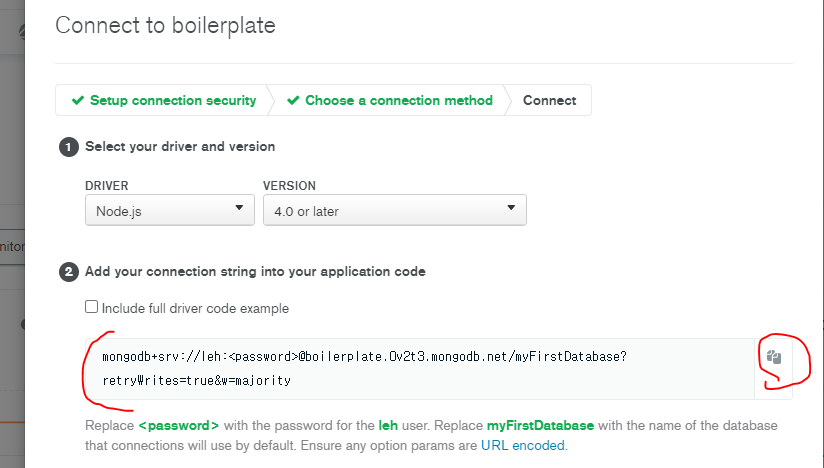 Connect to boilerplate
✔ Setup connection security
✔ Choose a connection method
Connect
1 Select your driver and version
DRIVER
VERSION
Node.js
4.0 or later
2 Add your connection string into your application code
Include full driver code example
mongodb+srv://leh:<password>@boilerplate.0v2t3.mongodb.net/myFirstDatabase?
retryWrites=true&w=majority
Replace <password> with the password for the leh user. Replace myFirstDatabase with the name of the database
that connections will use by default. Ensure any option params are URL encoded.